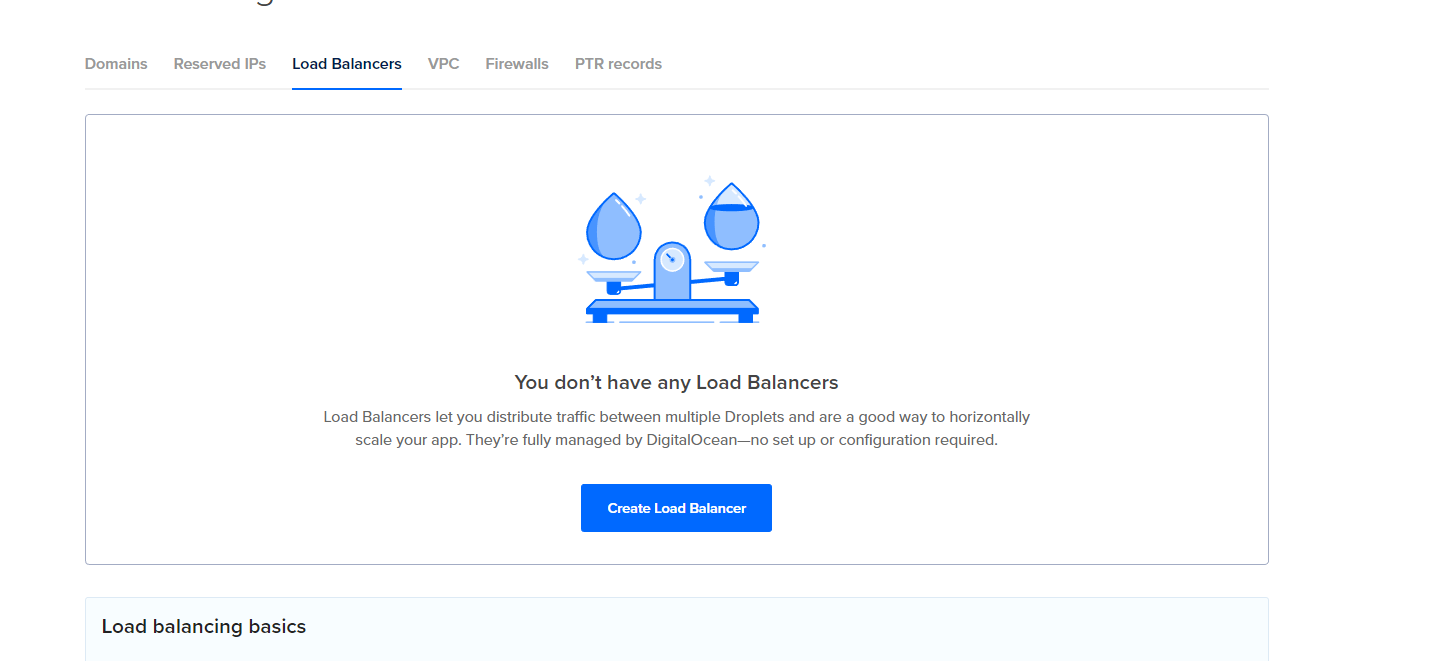 Domains Reserved IPs Load Balancers VPC Firewalls PTR records
You don’t have any Load Balancers
Load Balancers let you distribute traffic between multiple Droplets and are a good way to horizontally
scale your app. They’re fully managed by DigitalOcean—no set up or configuration required.
Create Load Balancer
Load balancing basics